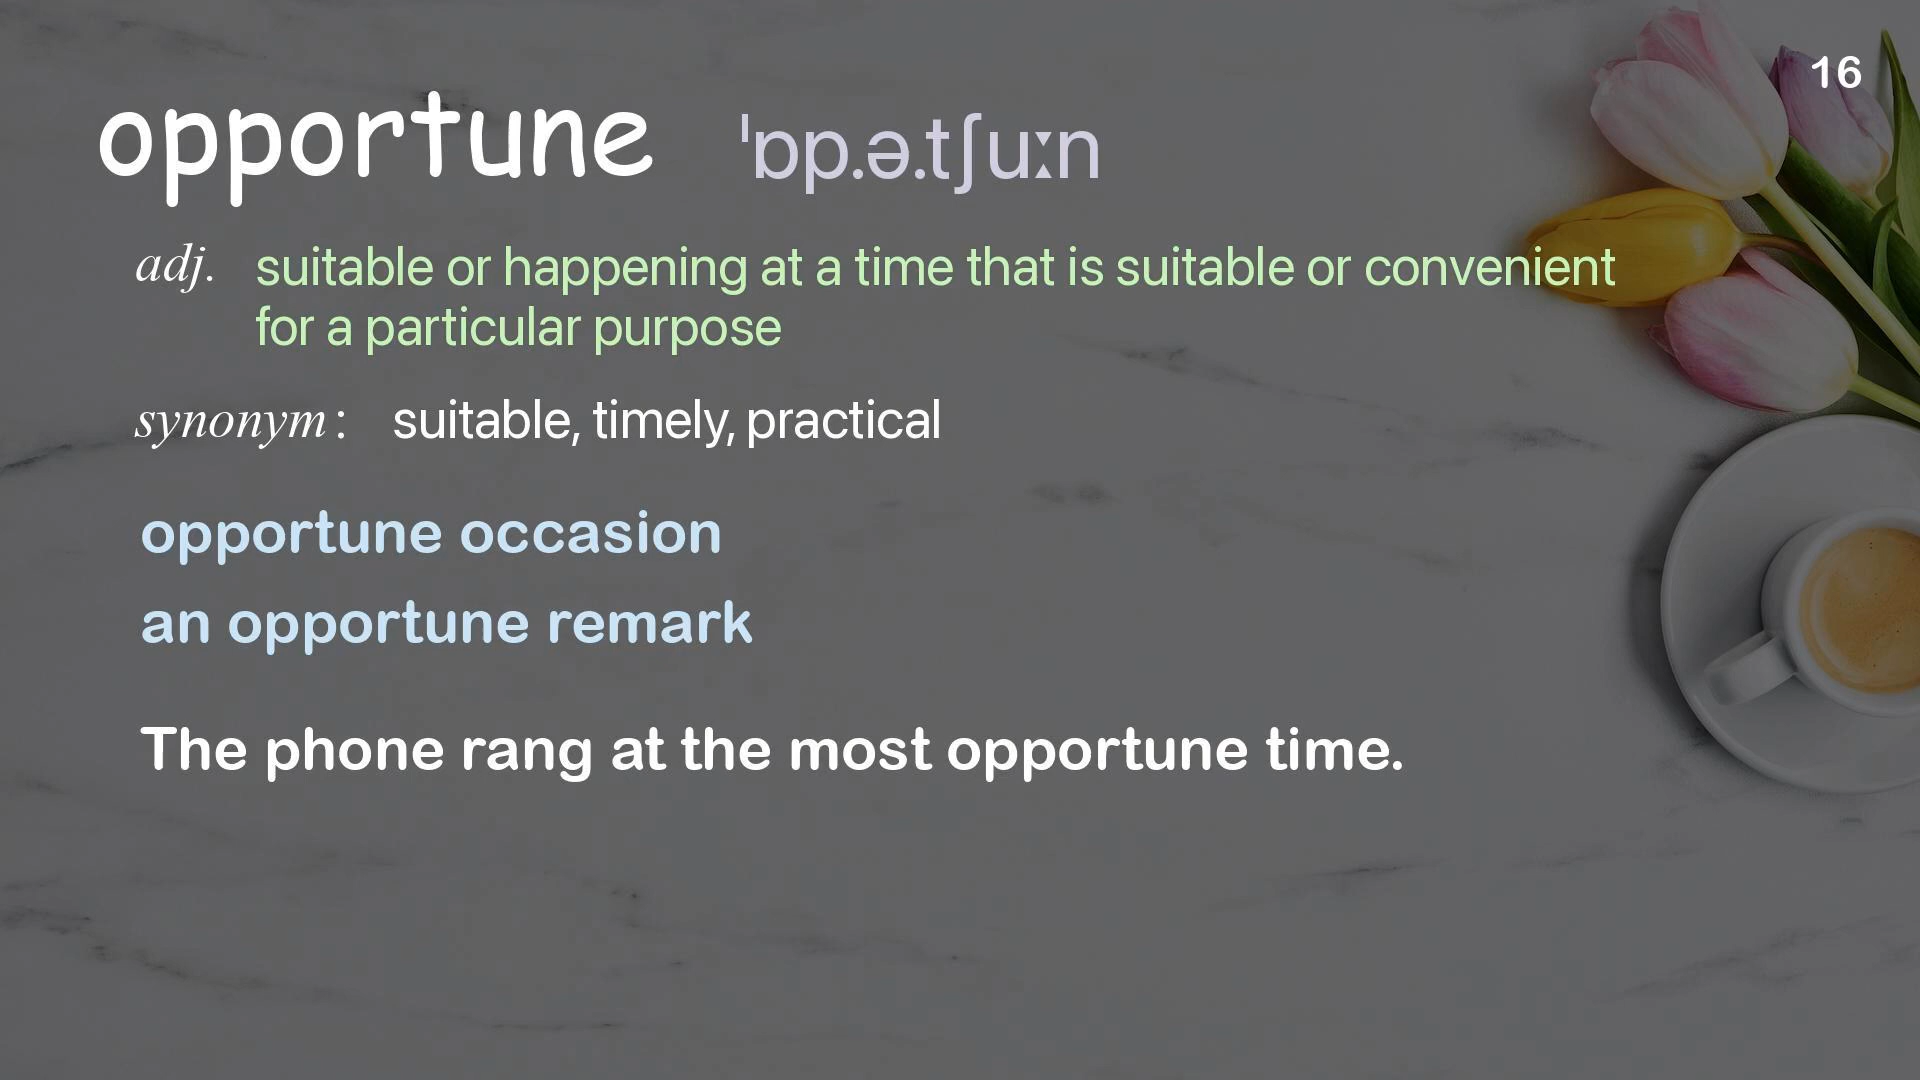 16
opportune ˈɒp.ə.tʃuːn
adj. suitable or happening at a time that is suitable or convenient
for a particular purpose
synonym: suitable, timely, practical
opportune occasion
an opportune remark
The phone rang at the most opportune time.